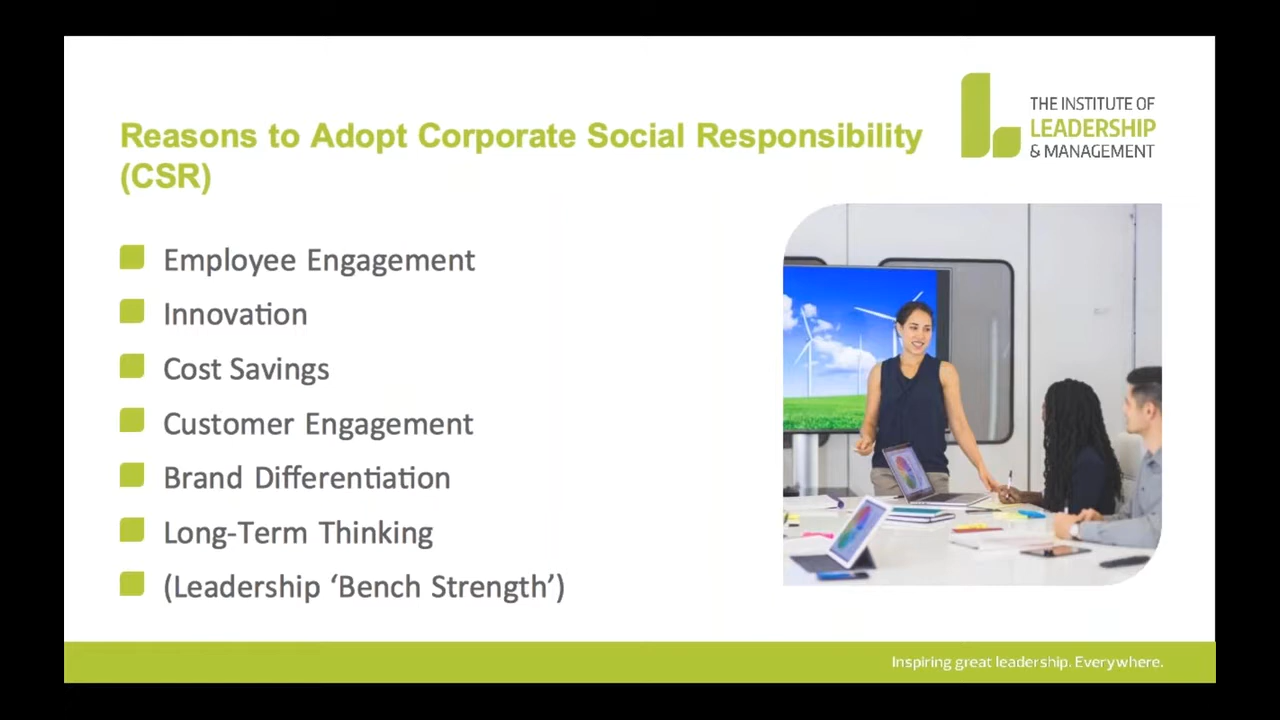 Reasons to Adopt Corporate Social Responsibility
(CSR)
THE INSTITUTE OF
LEADERSHIP
& MANAGEMENT
Employee Engagement
Innovation
Cost Savings
Customer Engagement
Brand Differentiation
Long-Term Thinking
(Leadership ‘Bench Strength’)
Inspiring great leadership. Everywhere.